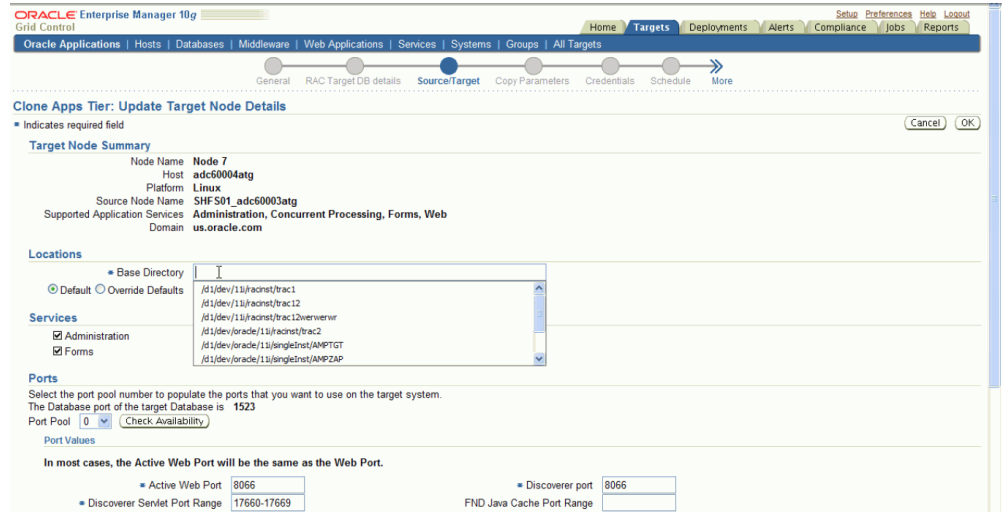 ORACLE Enterprise Manager 10g
Grid Control
Setup Preferences Help Logout
Home Targets Deployments Alerts Compliance Jobs Reports
Oracle Applications | Hosts | Databases | Middleware | Web Applications | Services | Systems | Groups | All Targets
General RAC Target DB details Source/Target Copy Parameters Credentials Schedule More
Clone Apps Tier: Update Target Node Details
Indicates required field
Cancel OK
Target Node Summary
Node Name Node 7
Host adc60004atg
Platform Linux
Source Node Name SHFS01_adc60003atg
Supported Application Services Administration, Concurrent Processing, Forms, Web
Domain us.oracle.com
Locations
Base Directory
Default Override Defaults
/d1/dev/11i/racinst/trac1
/d1/dev/11i/racinst/trac12
/d1/dev/11i/racinst/trac12werwerwr
/d1/dev/oracle/11i/racinst/trac2
/d1/dev/oracle/11i/singleInst/AMPTGT
/d1/dev/oracle/11i/singleInst/AMPZAP
Services
Administration
Forms
Ports
Select the port pool number to populate the ports that you want to use on the target system.
The Database port of the target Database is 1523
Port Pool 0 Check Availability
Port Values
In most cases, the Active Web Port will be the same as the Web Port.
Active Web Port 8066 Discoverer port 8066
Discoverer Servlet Port Range 17660-17669 FND Java Cache Port Range